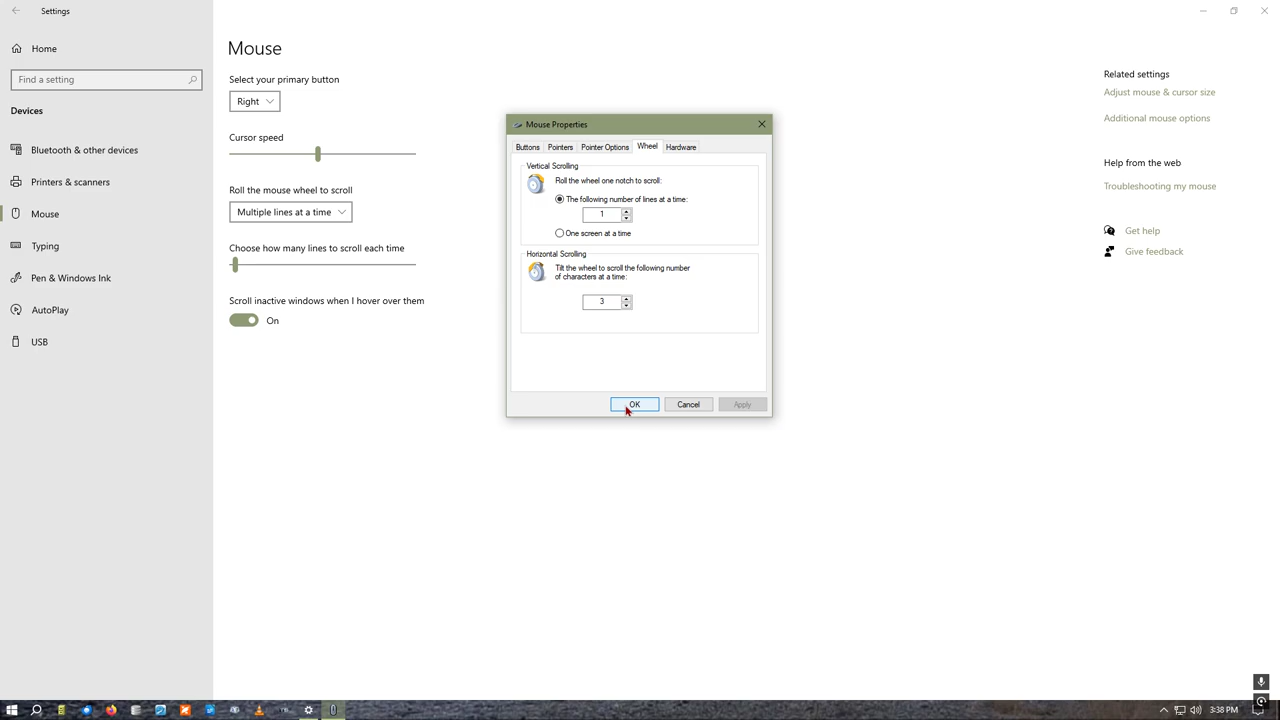 Settings
Home
Find a setting
Devices
Bluetooth & other devices
Printers & scanners
Mouse
Typing
Pen & Windows Ink
AutoPlay
USB
Mouse
Select your primary button
Right
Cursor speed
Roll the mouse wheel to scroll
Multiple lines at a time
Choose how many lines to scroll each time
Scroll inactive windows when I hover over them
On
Mouse Properties
Buttons
Pointers
Pointer Options
Wheel
Hardware
Vertical Scrolling
Roll the wheel one notch to scroll:
The following number of lines at a time:
1
One screen at a time
Horizontal Scrolling
Tilt the wheel to scroll the following number
of characters at a time:
3
OK
Cancel
Apply
Related settings
Adjust mouse & cursor size
Additional mouse options
Help from the web
Troubleshooting my mouse
Get help
Give feedback
3:38 PM